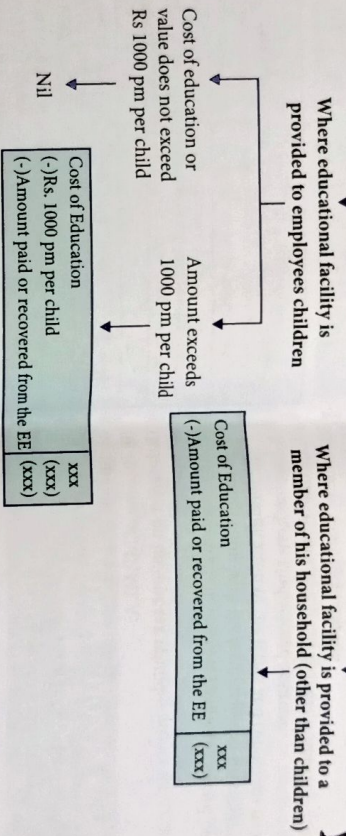 Where educational facility is
provided to employees children
Cost of education or
value does not exceed
Rs 1000 pm per child
Nil
Amount exceeds
1000 pm per child
Cost of Education xxx
(-)Rs. 1000 pm per child (xxx)
(-)Amount paid or recovered from the EE (xxx)
Where educational facility is provided to a
member of his household (other than children)
Cost of Education xxx
(-)Amount paid or recovered from the EE (xxx)